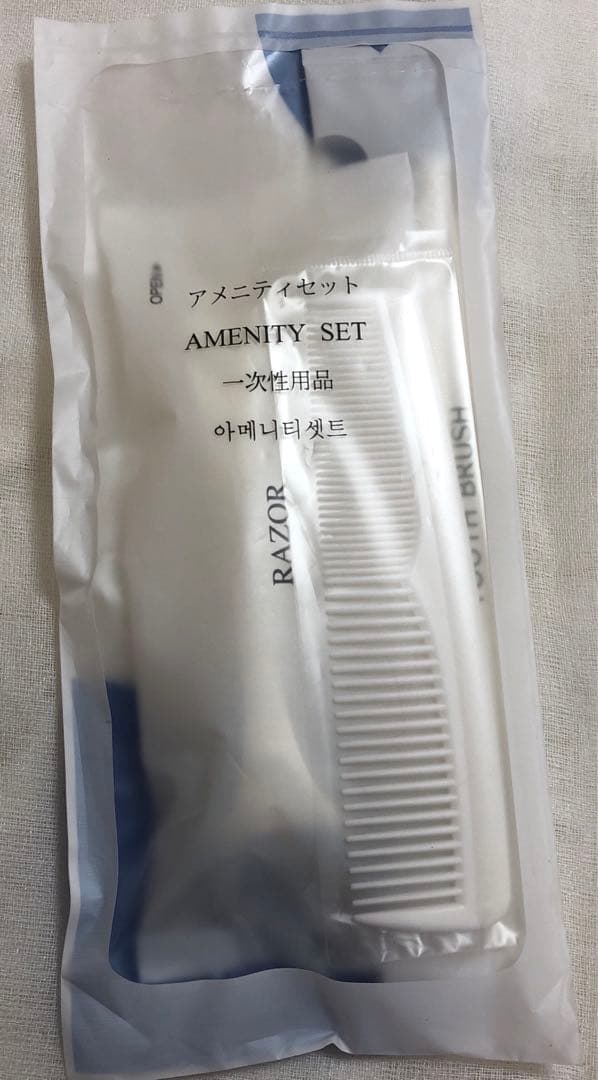 アメニティセット
AMENITY SET
一次性用品
아메니티셋트
OPEN
RAZOR
TOOTH BRUSH